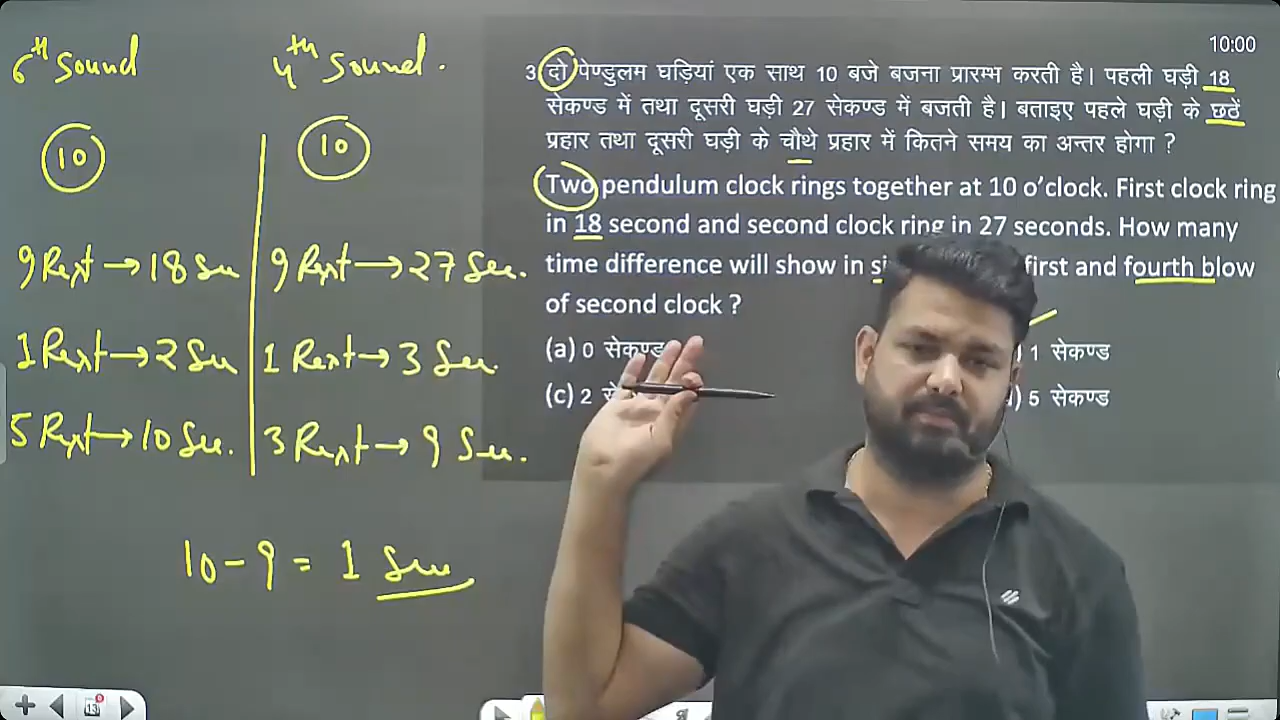 6th Sound
4th Sound.
10
10
9 Rest → 18 Sec
9 Rest → 27 Sec.
1 Rest → 2 Sec
1 Rest → 3 Sec.
5 Rest → 10 Sec.
3 Rest → 9 Sec.
10 - 9 = 1 Sec
10:00
3. दो पेण्डुलम घड़ियां एक साथ 10 बजे बजना प्रारम्भ करती है। पहली घड़ी 18
सेकण्ड में तथा दूसरी घड़ी 27 सेकण्ड में बजती है। बताइए पहले घड़ी के छठें
प्रहार तथा दूसरी घड़ी के चौथे प्रहार में कितने समय का अन्तर होगा ?
Two pendulum clock rings together at 10 o'clock. First clock ring
in 18 second and second clock ring in 27 seconds. How many
time difference will show in first and fourth blow
of second clock ?
(a) 0 सेकण्ड
1 सेकण्ड
(c) 2
5 सेकण्ड
13